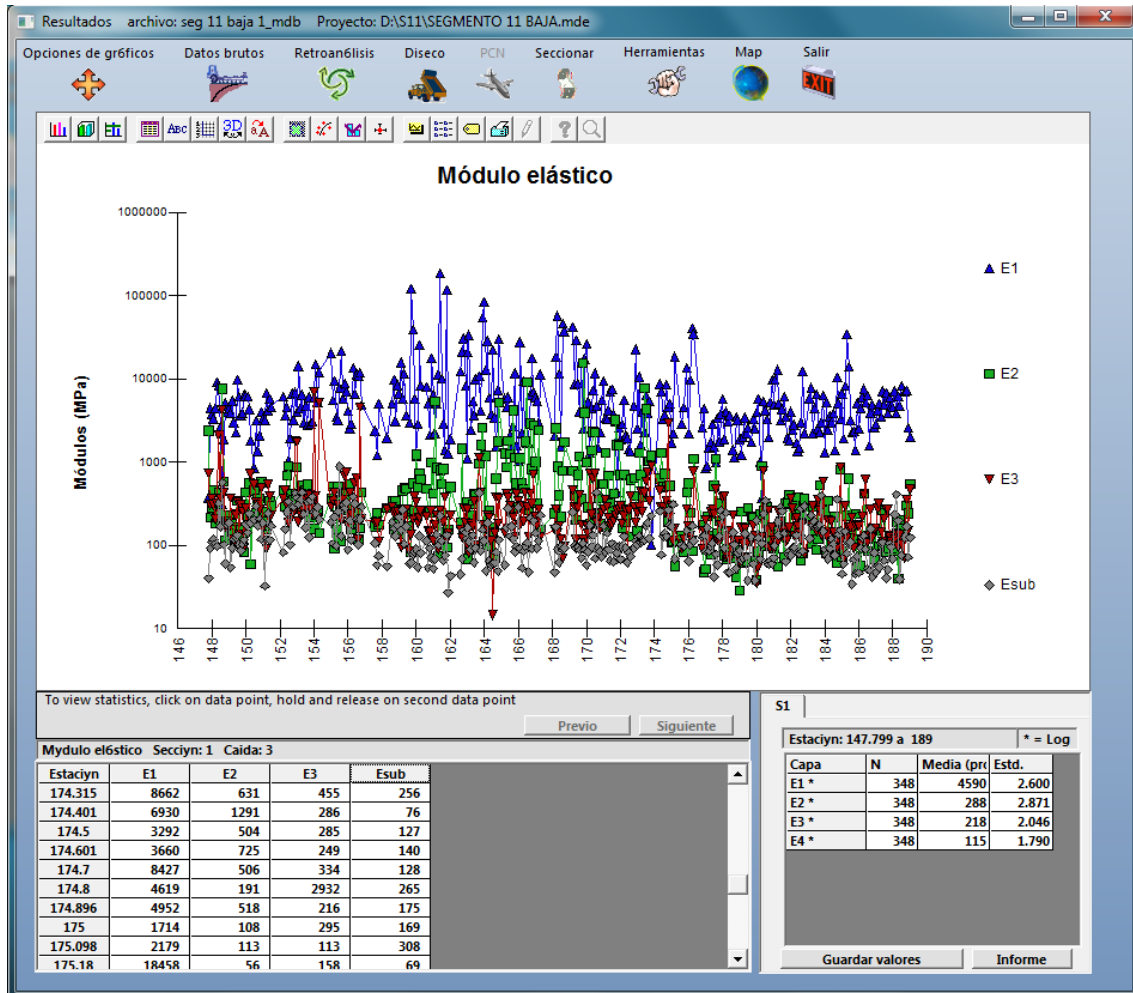 Resultados archivo: seg 11 baja 1_mdb Proyecto: D:\S11\SEGMENTO 11 BAJA.mde
Opciones de gr6ficos Datos brutos Retroan6lisis Diseco PCN Seccionar Herramientas Map Salir
EXIT
ABC 3D aA
Módulo elástico
Módulos (MPa)
1000000
100000
10000
1000
100
10
146 148 150 152 154 156 158 160 162 164 166 168 170 172 174 176 178 180 182 184 186 188 190
E1
E2
E3
Esub
To view statistics, click on data point, hold and release on second data point
Previo Siguiente
Mydulo el6stico Secciyn: 1 Caida: 3
Estaciyn E1 E2 E3 Esub
174.315 8662 631 455 256
174.401 6930 1291 286 76
174.5 3292 504 285 127
174.601 3660 725 249 140
174.7 8427 506 334 128
174.8 4619 191 2932 265
174.896 4952 518 216 175
175 1714 108 295 169
175.098 2179 113 113 308
175.18 18458 56 158 69
S1
Estaciyn: 147.799 a 189 * = Log
Capa N Media (pro Estd.
E1 * 348 4590 2.600
E2 * 348 288 2.871
E3 * 348 218 2.046
E4 * 348 115 1.790
Guardar valores Informe